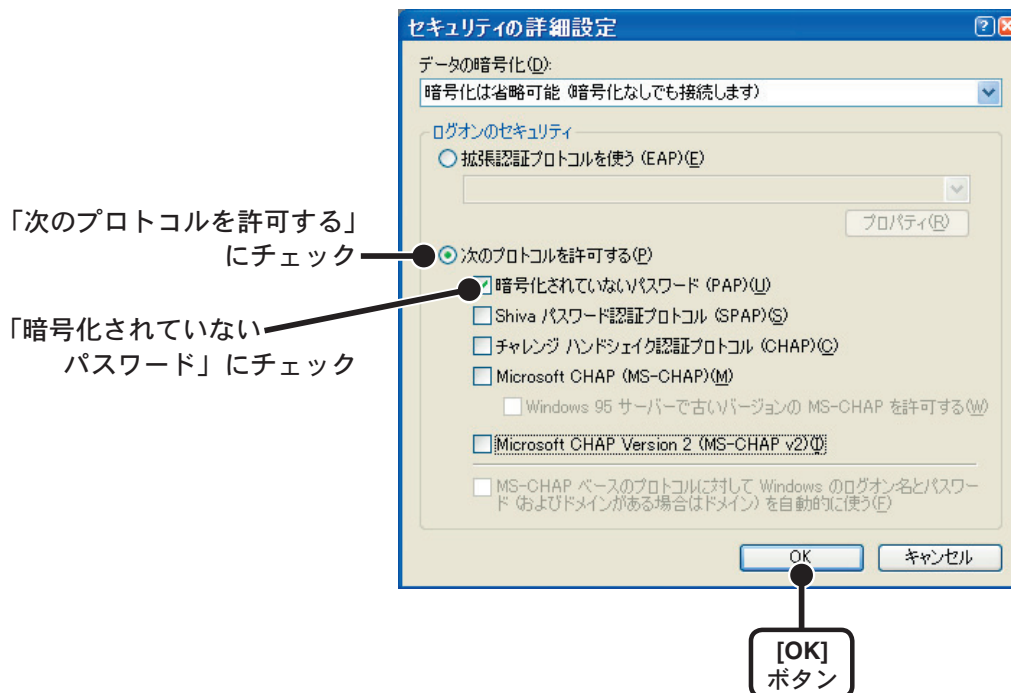 セキュリティの詳細設定
データの暗号化(D):
暗号化は省略可能 (暗号化なしでも接続します)
ログオンのセキュリティ
拡張認証プロトコルを使う (EAP)(E)
プロパティ(R)
「次のプロトコルを許可する」
にチェック
次のプロトコルを許可する(P)
暗号化されていないパスワード (PAP)(U)
「暗号化されていない
パスワード」にチェック
Shiva パスワード認証プロトコル (SPAP)(S)
チャレンジ ハンドシェイク認証プロトコル (CHAP)(C)
Microsoft CHAP (MS-CHAP)(M)
Windows 95 サーバーで古いバージョンの MS-CHAP を許可する(W)
Microsoft CHAP Version 2 (MS-CHAP v2)(I)
MS-CHAP ベースのプロトコルに対して Windows のログオン名とパスワー
ド (およびドメインがある場合はドメイン) を自動的に使う(F)
OK
キャンセル
[OK]
ボタン